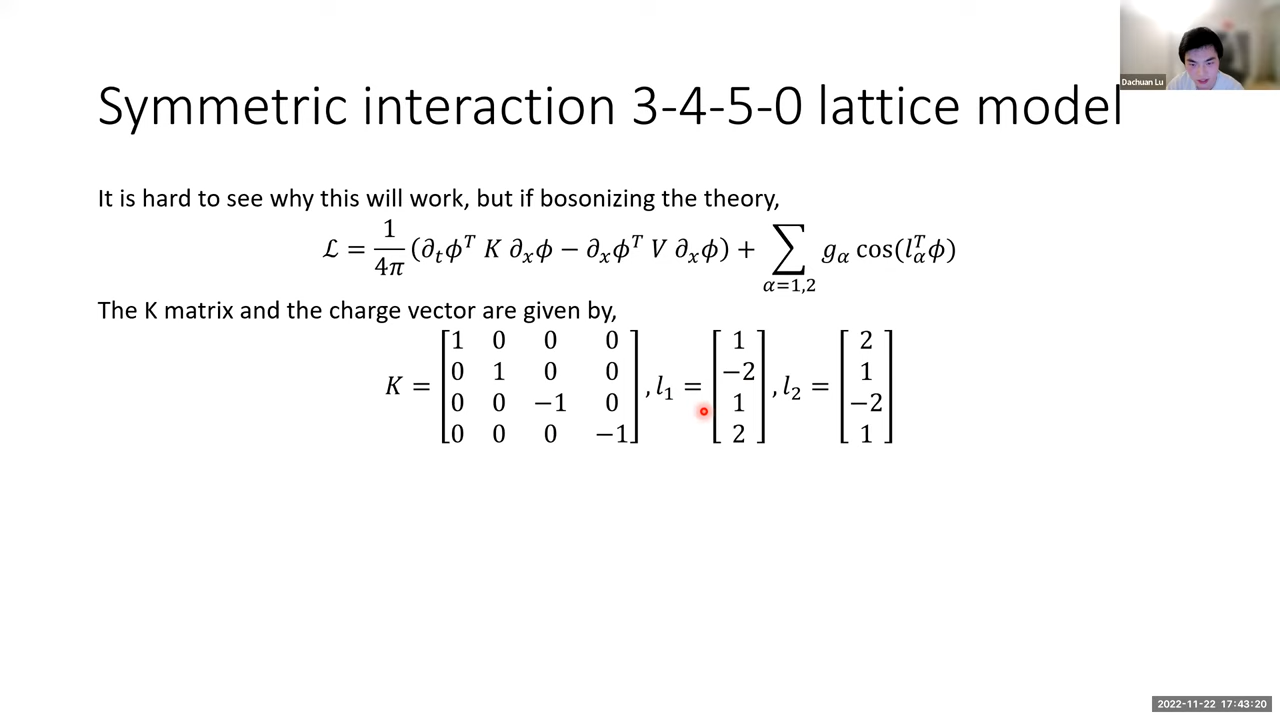 Dachuan Lu
Symmetric interaction 3-4-5-0 lattice model
It is hard to see why this will work, but if bosonizing the theory,
ℒ = 1/4π (∂ₜϕᵀ K ∂ₓϕ − ∂ₓϕᵀ V ∂ₓϕ) + ∑_{α=1,2} g_α cos(l_αᵀϕ)
The K matrix and the charge vector are given by,
K = [1 0 0 0; 0 1 0 0; 0 0 −1 0; 0 0 0 −1], l₁ = [1; −2; 1; 2], l₂ = [2; 1; −2; 1]
2022-11-22 17:43:20